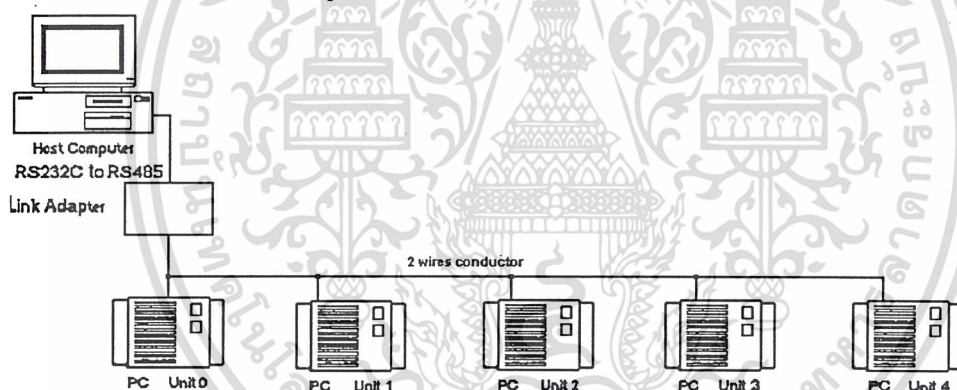 Host Computer
RS232C to RS485
Link Adapter
2 wires conductor
PC Unit 0
PC Unit 1
PC Unit 2
PC Unit 3
PC Unit 4